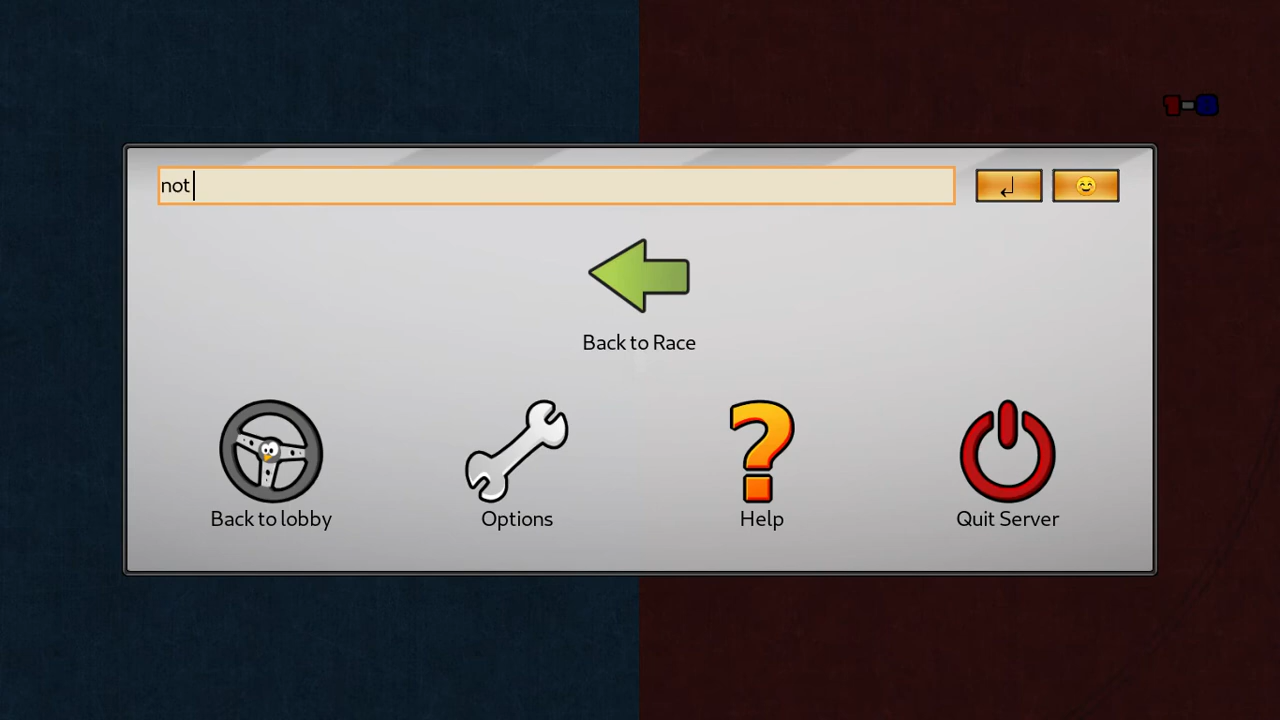 not
Back to Race
Back to lobby
Options
Help
Quit Server